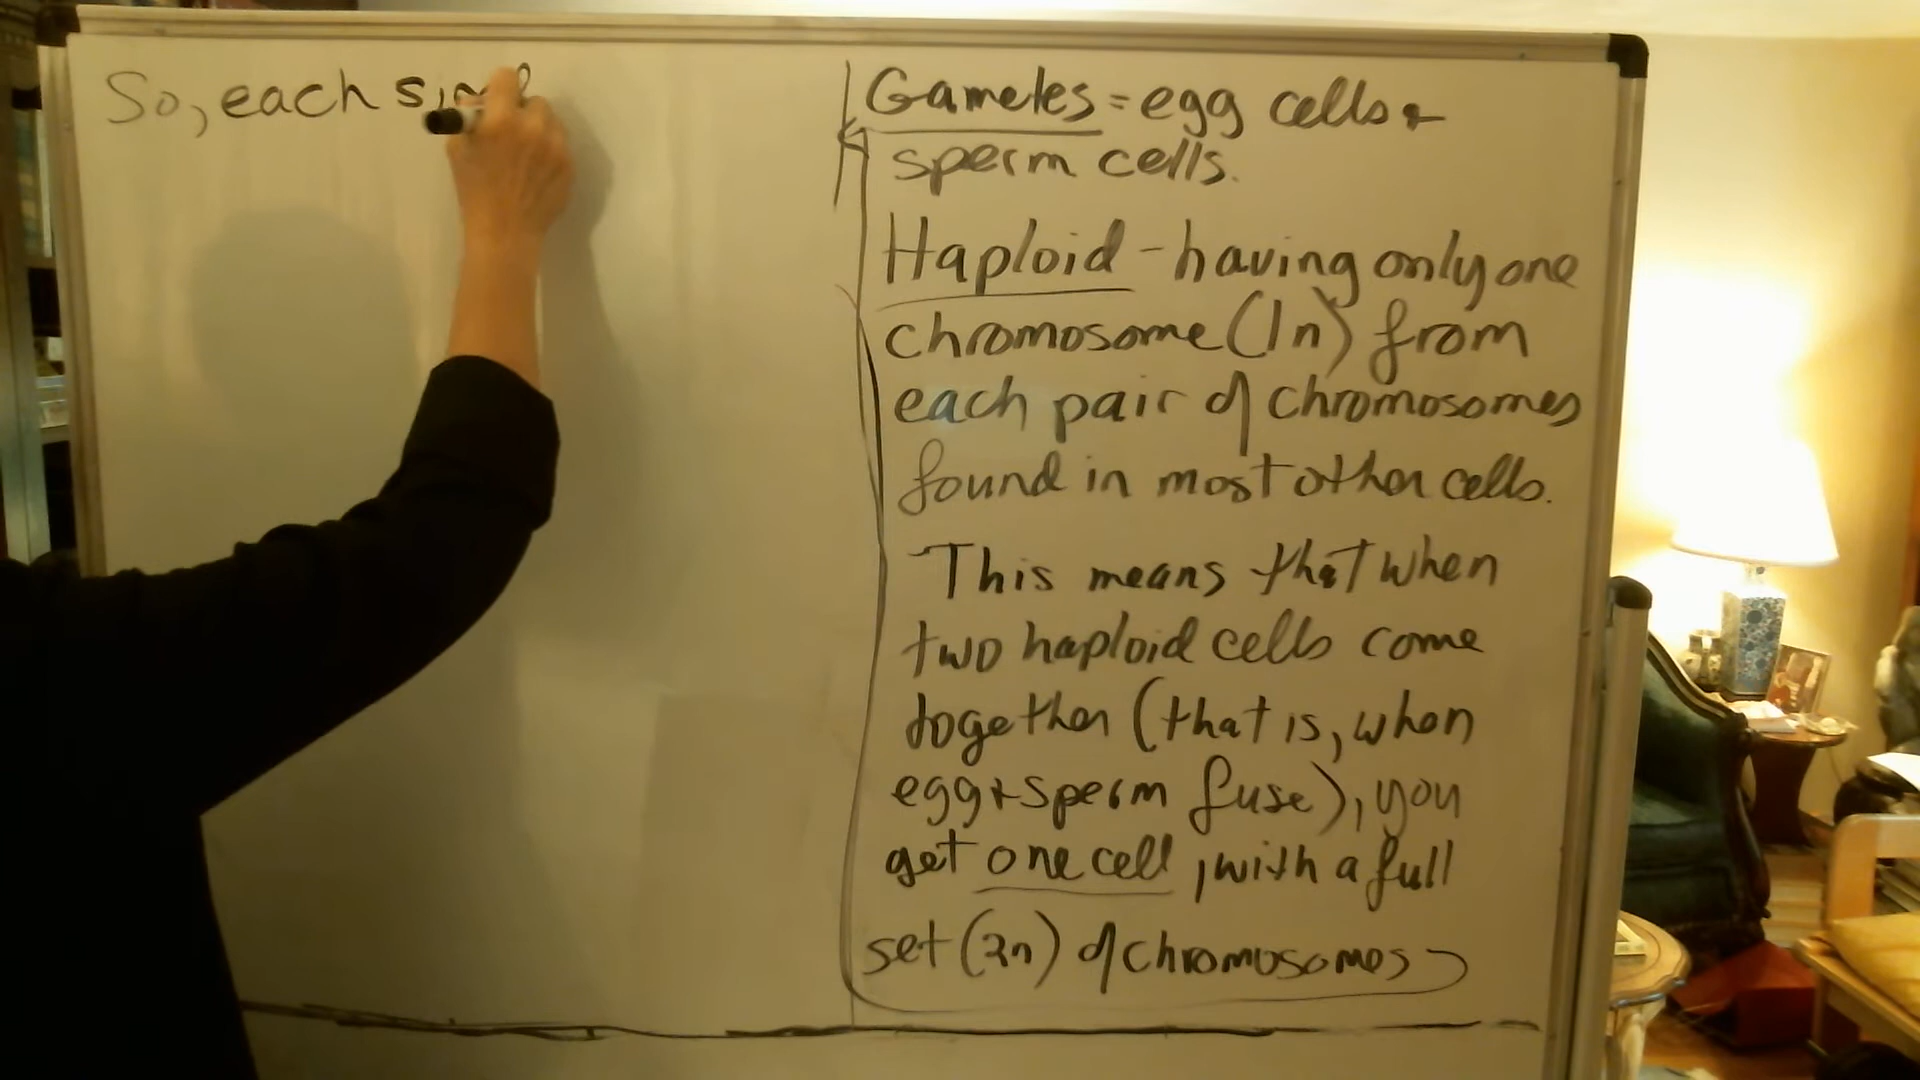 So, each
Gametes = egg cells +
sperm cells.
Haploid - having only one
chromosome (1n) from
each pair of chromosomes
found in most other cells.
This means that when
two haploid cells come
together (that is, when
egg + sperm fuse), you
get one cell, with a full
set (2n) of chromosomes